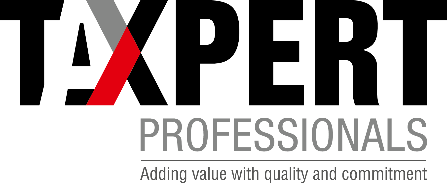 TAXPERT
PROFESSIONALS
Adding value with quality and commitment